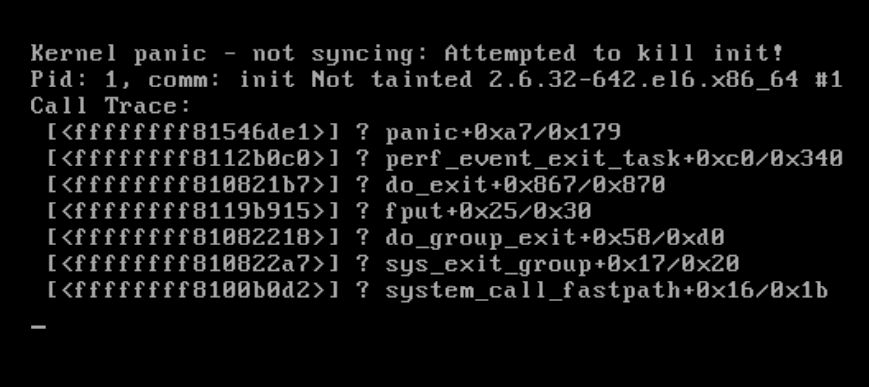 Kernel panic - not syncing: Attempted to kill init!
Pid: 1, comm: init Not tainted 2.6.32-642.el6.x86_64 #1
Call Trace:
[<ffffffff81546de1>] ? panic+0xa7/0x179
[<ffffffff8112b0c0>] ? perf_event_exit_task+0xc0/0x340
[<ffffffff810821b7>] ? do_exit+0x867/0x870
[<ffffffff8119b915>] ? fput+0x25/0x30
[<ffffffff81082218>] ? do_group_exit+0x58/0xd0
[<ffffffff810822a7>] ? sys_exit_group+0x17/0x20
[<ffffffff8100b0d2>] ? system_call_fastpath+0x16/0x1b
_